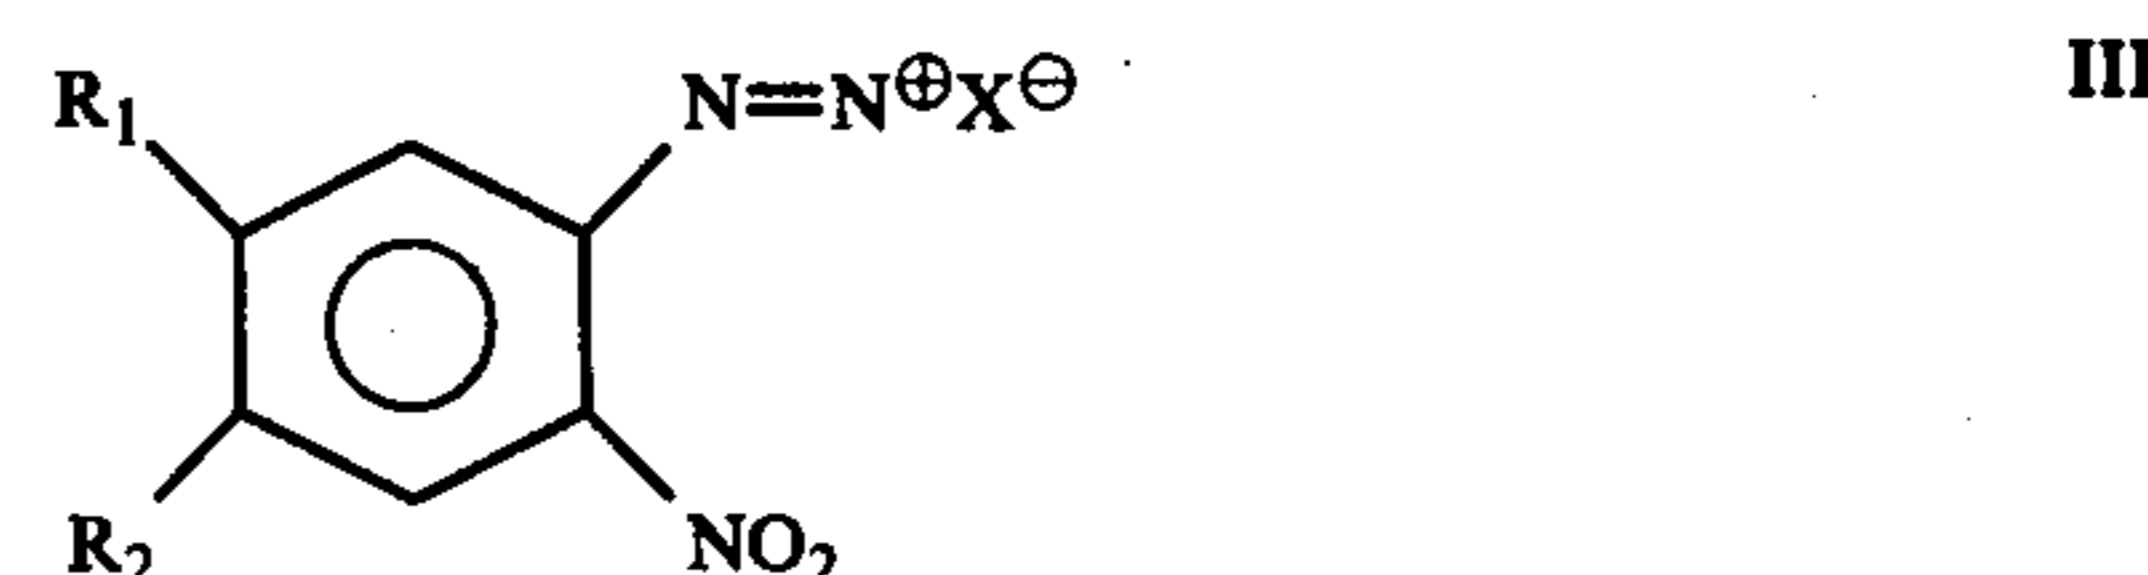 R₁ N=N⊕X⊖ III
R₂ NO₂